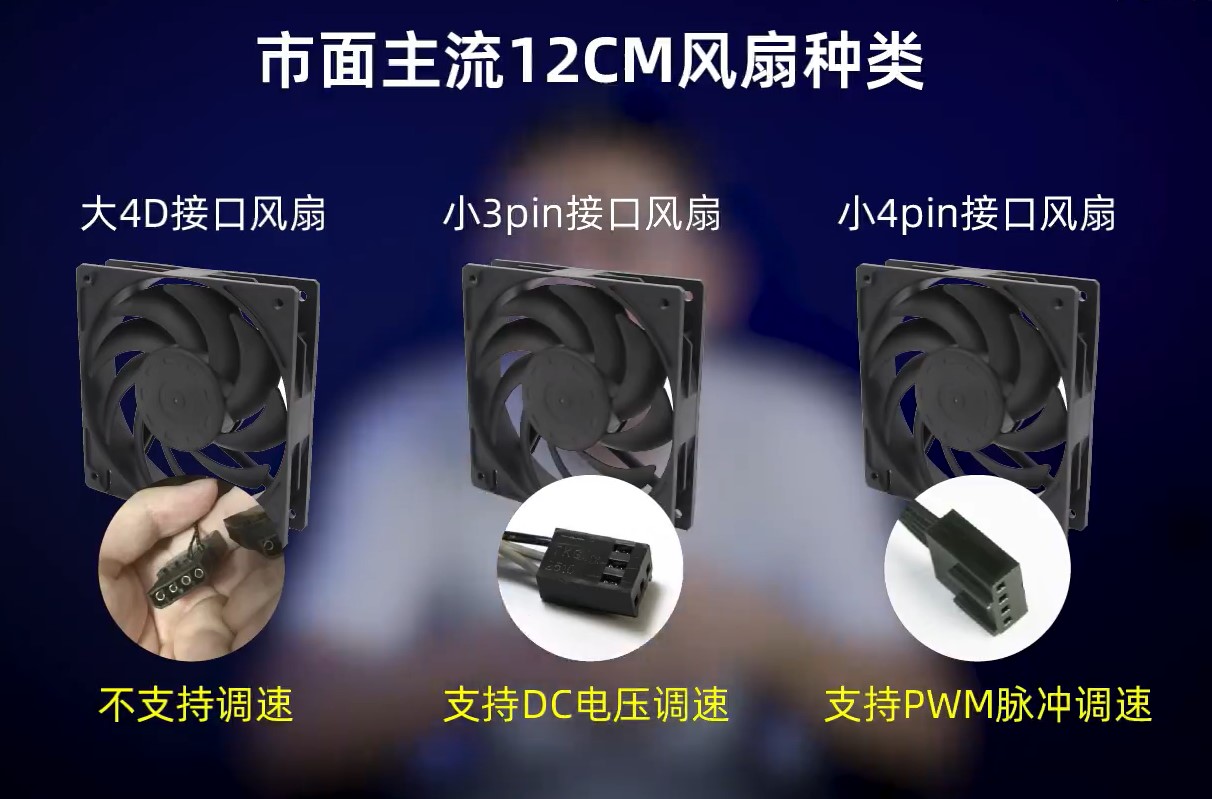 市面主流12CM风扇种类
大4D接口风扇
小3pin接口风扇
小4pin接口风扇
不支持调速
支持DC电压调速
支持PWM脉冲调速